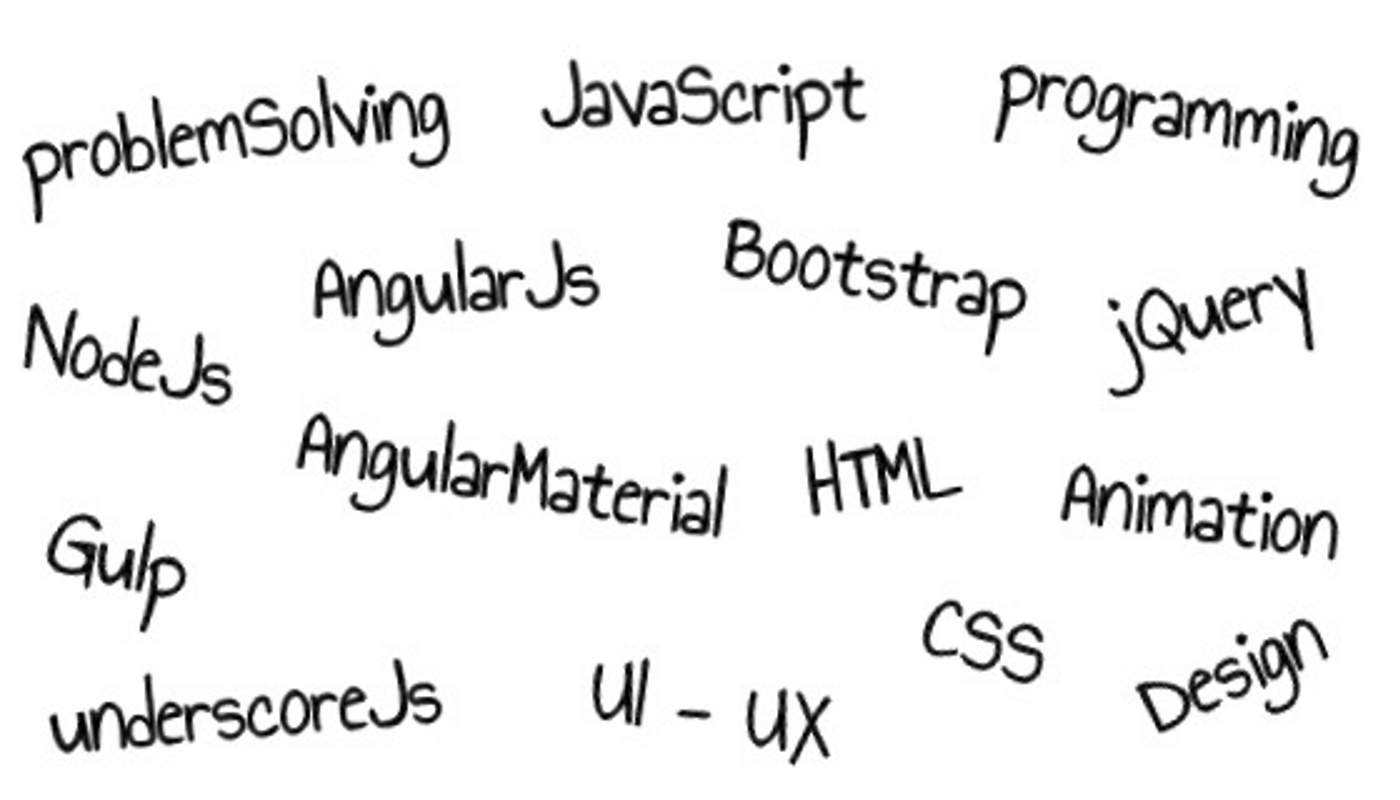 problemSolving
JavaScript
programming
AngularJs
Bootstrap
jQuery
NodeJs
AngularMaterial
HTML
Animation
Gulp
CSS
Design
underscoreJs
UI - UX